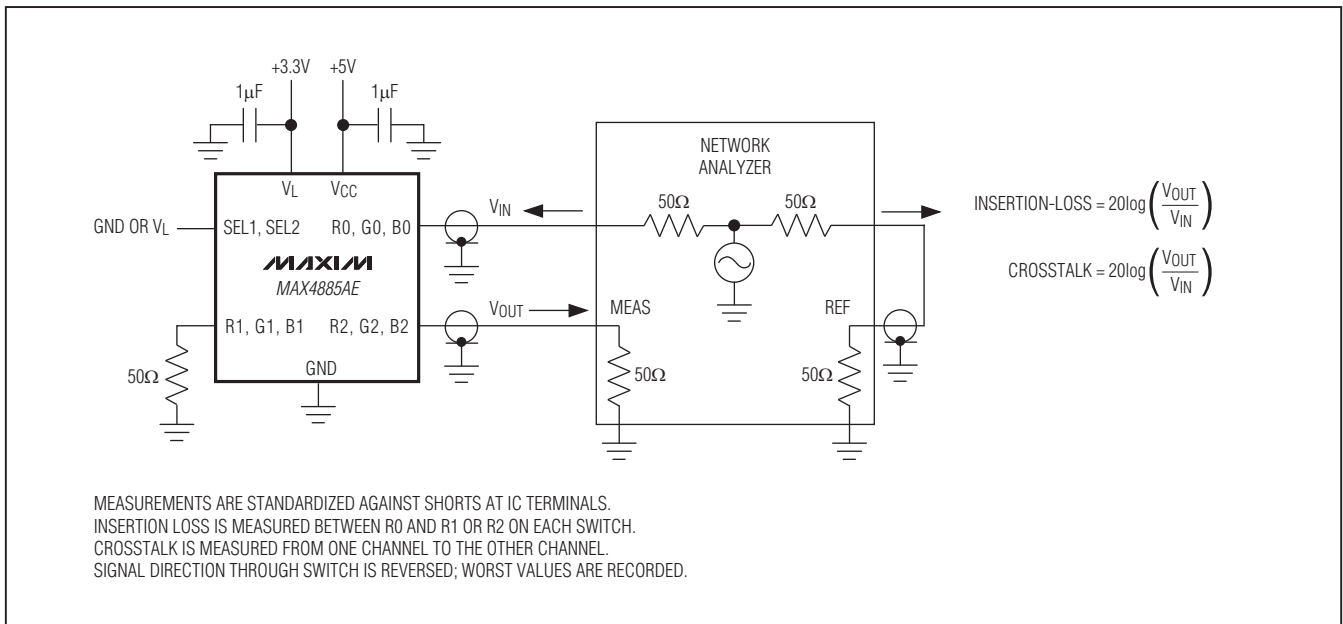 +3.3V +5V
1µF 1µF
VL VCC
GND OR VL
SEL1, SEL2 R0, G0, B0
MAXIM
MAX4885AE
R1, G1, B1 R2, G2, B2
GND
50Ω
VIN
VOUT
NETWORK
ANALYZER
50Ω 50Ω
MEAS REF
50Ω 50Ω
INSERTION-LOSS = 20log(VOUT/VIN)
CROSSTALK = 20log(VOUT/VIN)
MEASUREMENTS ARE STANDARDIZED AGAINST SHORTS AT IC TERMINALS.
INSERTION LOSS IS MEASURED BETWEEN R0 AND R1 OR R2 ON EACH SWITCH.
CROSSTALK IS MEASURED FROM ONE CHANNEL TO THE OTHER CHANNEL.
SIGNAL DIRECTION THROUGH SWITCH IS REVERSED; WORST VALUES ARE RECORDED.